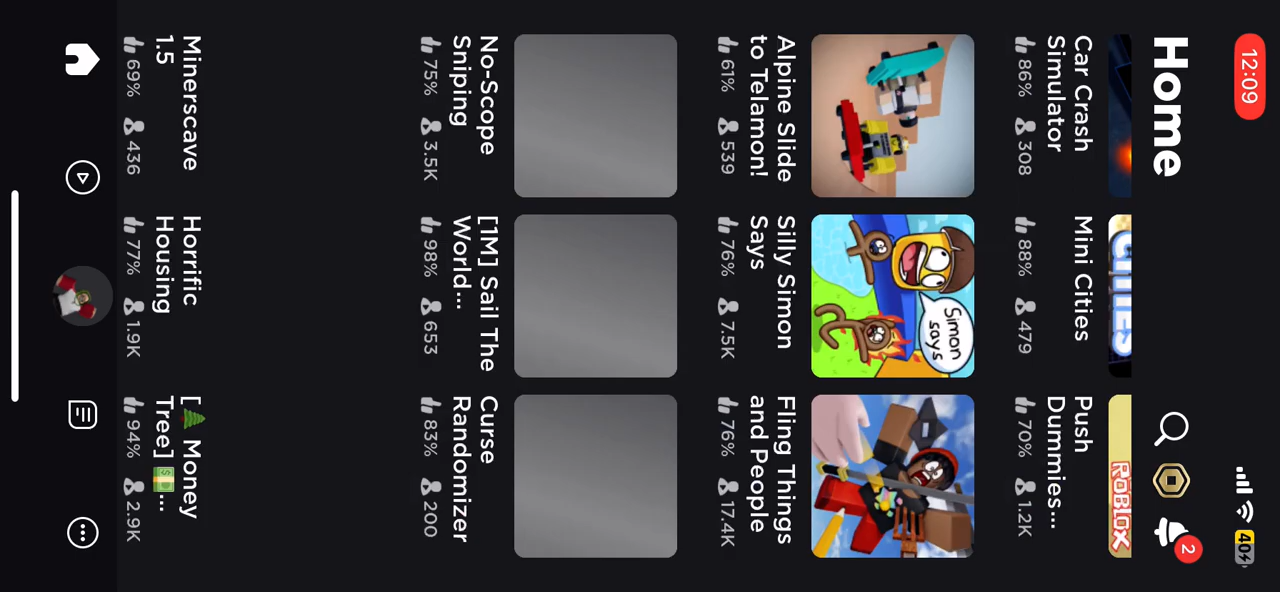 12:09
40
Home
2
CITIES
ROBLOX
Car Crash
Simulator
86% 308
Mini Cities
88% 479
Push
Dummies...
70% 1.2K
Simon
says
Alpine Slide
to Telamon!
61% 539
Silly Simon
Says
76% 7.5K
Fling Things
and People
76% 17.4K
No-Scope
Sniping
75% 3.5K
[1M] Sail The
World...
98% 653
Curse
Randomizer
83% 200
Minerscave
1.5
69% 436
Horrific
Housing
77% 1.9K
[🎄 Money
Tree] 💵...
94% 2.9K